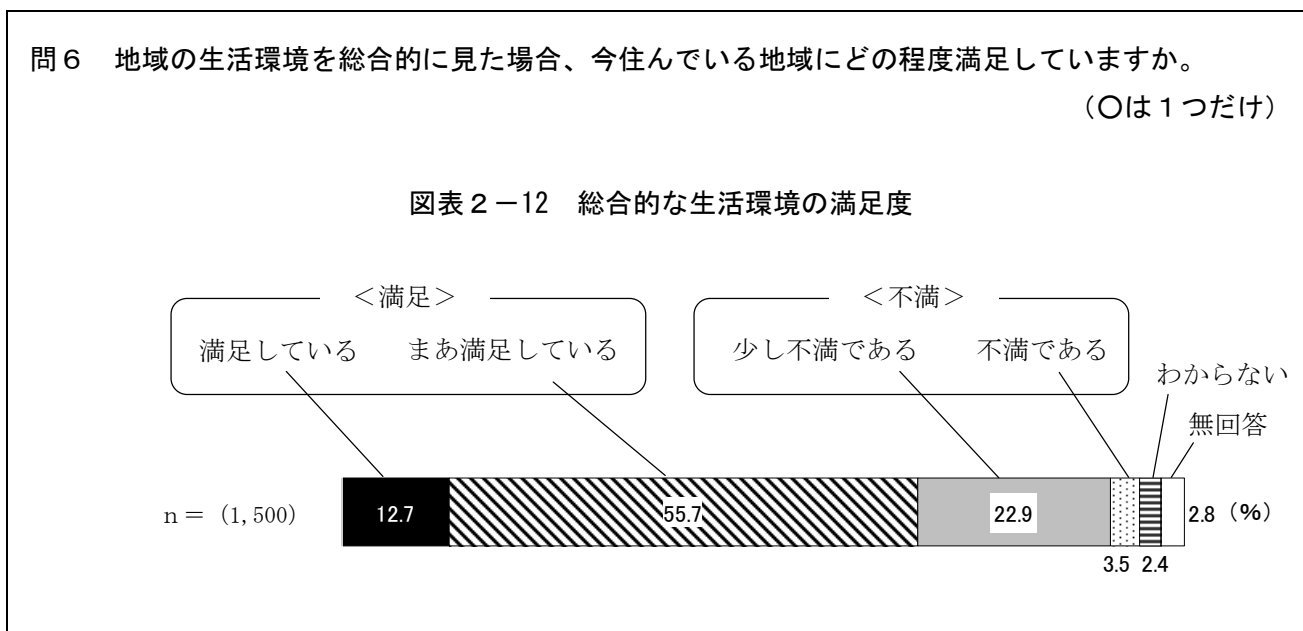 問６　地域の生活環境を総合的に見た場合、今住んでいる地域にどの程度満足していますか。
（○は１つだけ）
図表２－12　総合的な生活環境の満足度
＜満足＞　＜不満＞
満足している　まあ満足している　少し不満である　不満である
わからない
無回答
n＝（1,500）　12.7　55.7　22.9　2.8（％）
3.5　2.4